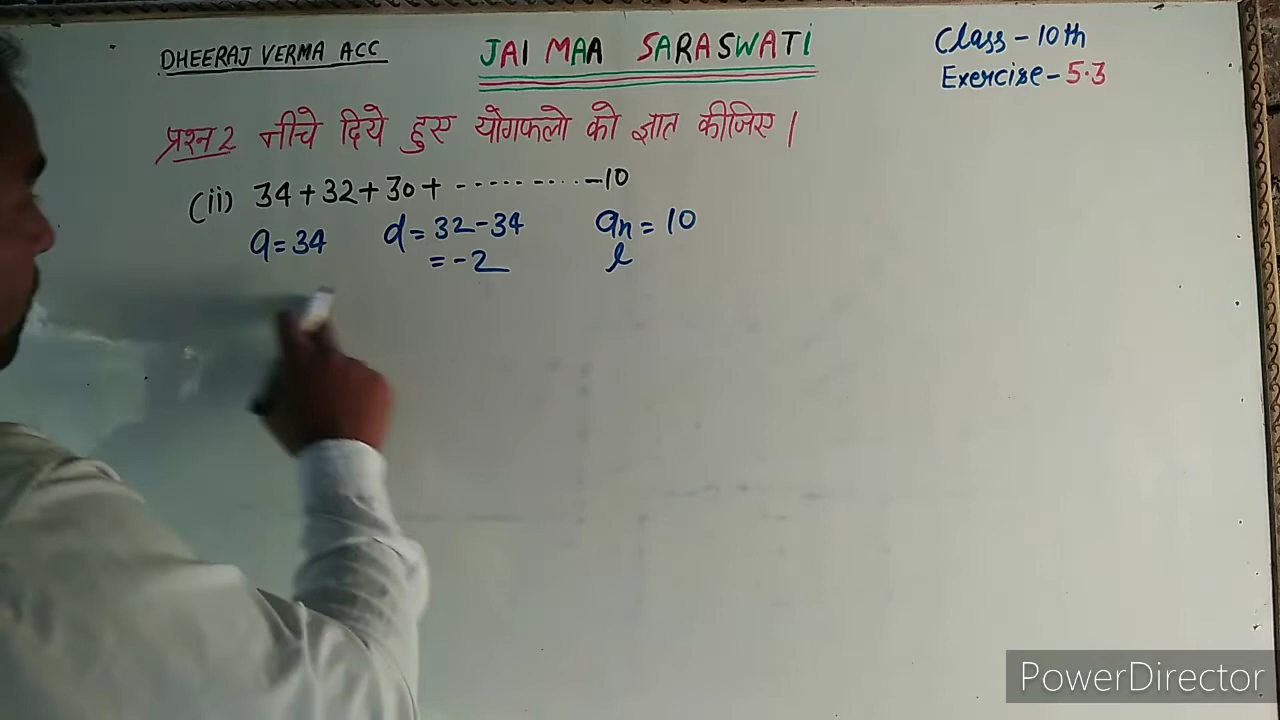 DHEERAJ VERMA ACC
JAI MAA SARASWATI
Class - 10th
Exercise - 5.3
प्रश्न 2 नीचे दिये हुए योगफलो को ज्ञात कीजिए।
(ii) 34+32+30+ ---------- -10
a = 34 d = 32-34 an = 10
= -2 l
PowerDirector